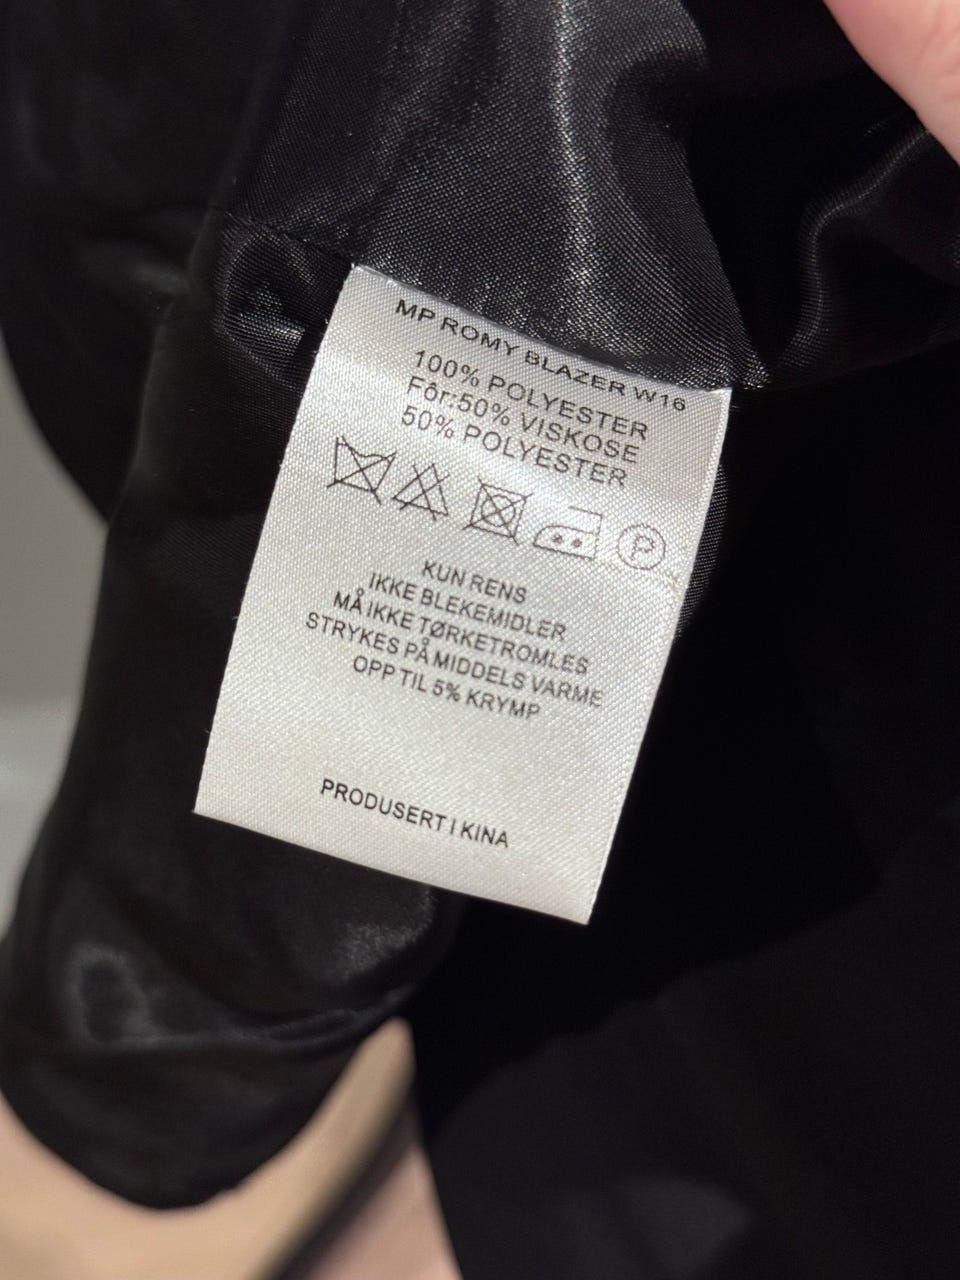 MP ROMY BLAZER W16
100% POLYESTER
Fôr:50% VISKOSE
50% POLYESTER
P
KUN RENS
IKKE BLEKEMIDLER
MÅ IKKE TØRKETROMLES
STRYKES PÅ MIDDELS VARME
OPP TIL 5% KRYMP
PRODUSERT I KINA